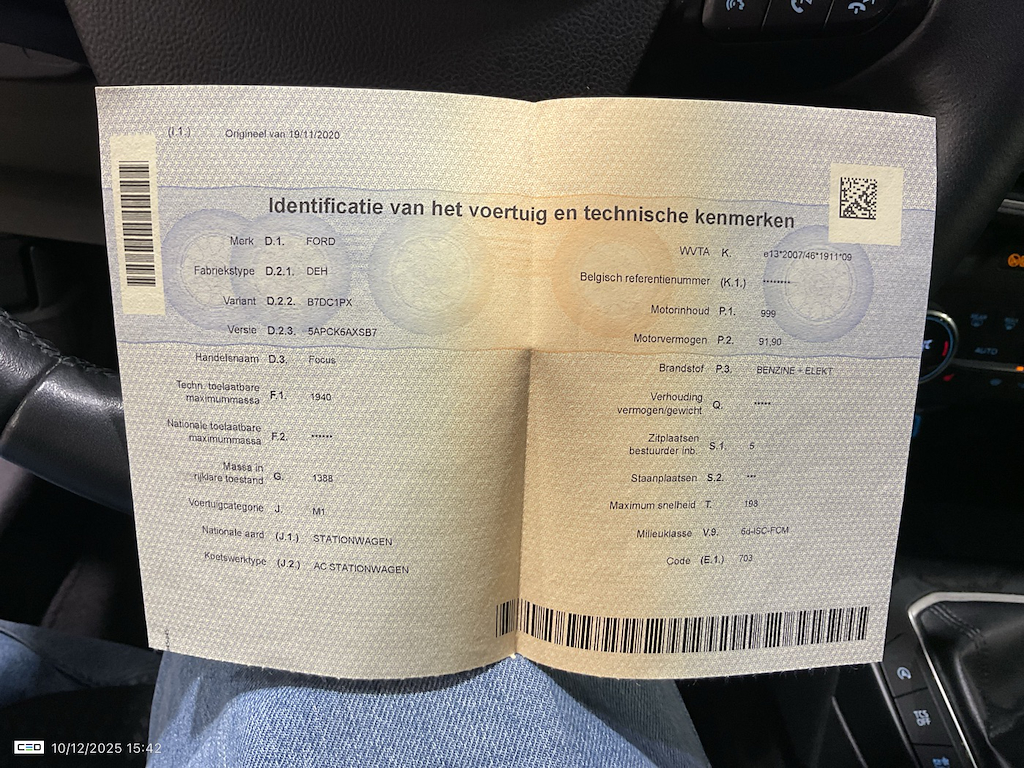 (I.1.) Origineel van 19/11/2020
Identificatie van het voertuig en technische kenmerken
Merk D.1. FORD
Fabriekstype D.2.1. DEH
Variant D.2.2. B7DC1PX
Versie D.2.3. 5APCK6AXSB7
Handelsnaam D.3. Focus
Techn. toelaatbare
maximummassa F.1. 1940
Nationale toelaatbare
maximummassa F.2. ******
Massa in
rijklare toestand G. 1388
Voertuigcategorie J. M1
Nationale aard (J.1.) STATIONWAGEN
Koetswerktype (J.2.) AC STATIONWAGEN
WVTA K. e13*2007/46*1911*09
Belgisch referentienummer (K.1.) ********
Motorinhoud P.1. 999
Motorvermogen P.2. 91,90
Brandstof P.3. BENZINE + ELEKT
Verhouding
vermogen/gewicht Q. *****
Zitplaatsen
bestuurder inb. S.1. 5
Staanplaatsen S.2. ***
Maximum snelheid T. 198
Milieuklasse V.9. 6d-ISC-FCM
Code (E.1.) 703
AUTO
TCS
OFF
CEO 10/12/2025 15:42